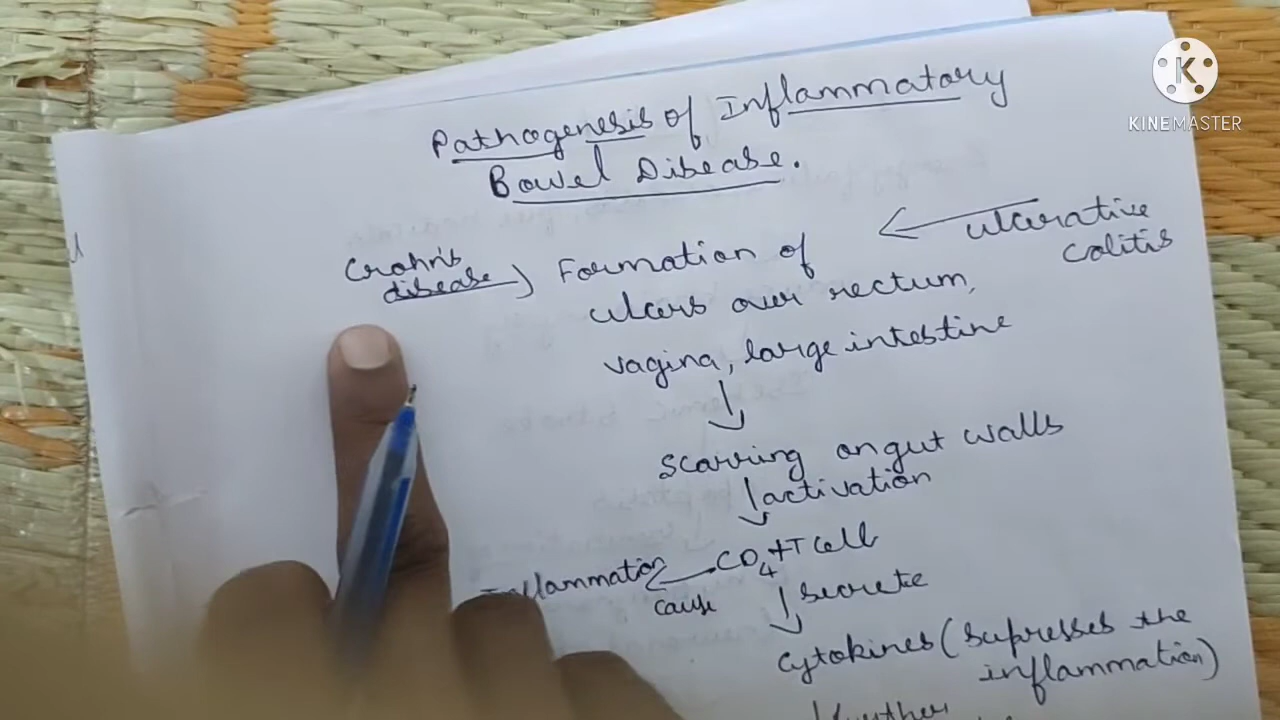 KINEMASTER
Pathogenesis of Inflammatory
Bowel Disease.
Crohn's
disease
ulcerative
colitis
Formation of
ulcers over rectum,
vagina, large intestine
scarring on gut walls
activation
CD4+T cell
Inflammation
cause
secrete
cytokines (supresses the
inflammation)
further